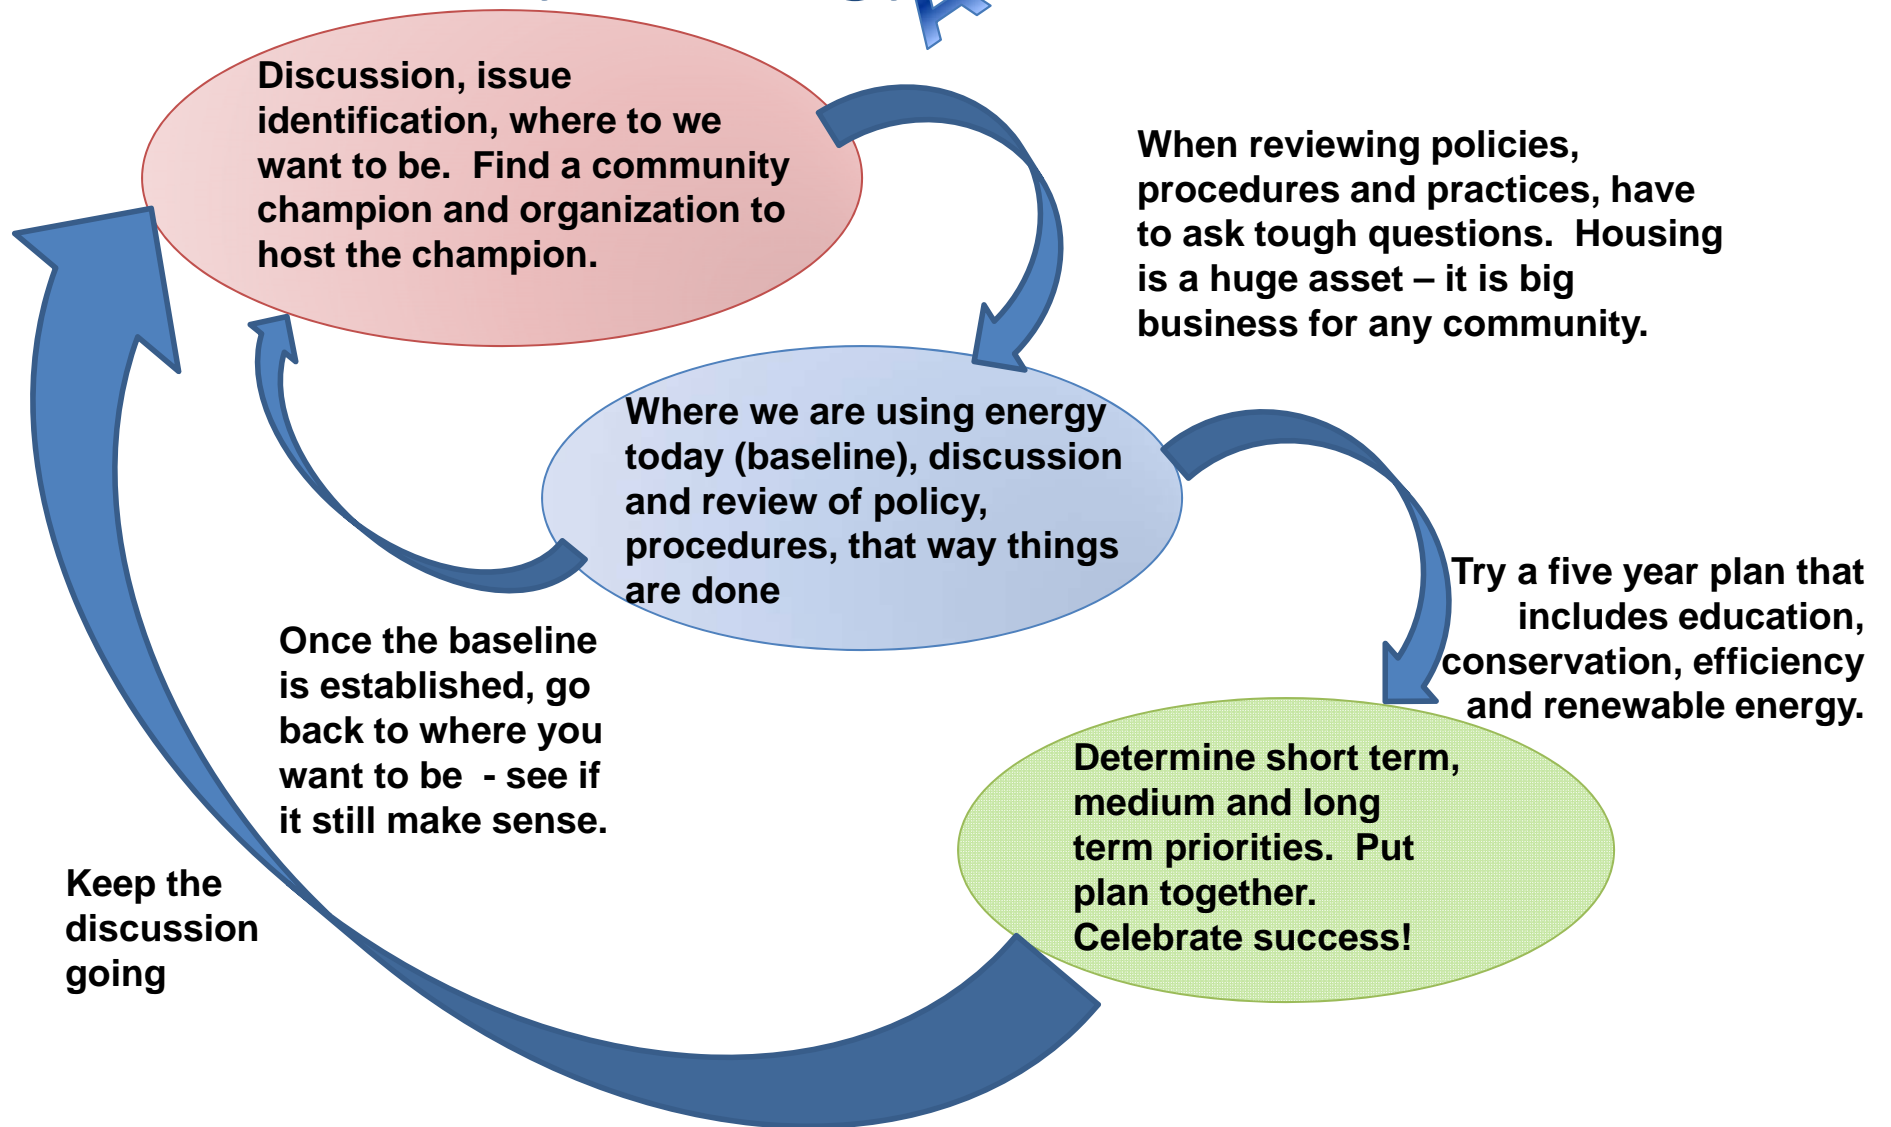 Discussion, issue
identification, where to we
want to be.  Find a community
champion and organization to
host the champion.
When reviewing policies,
procedures and practices, have
to ask tough questions.  Housing
is a huge asset – it is big
business for any community.
Where we are using energy
today (baseline), discussion
and review of policy,
procedures, that way things
are done
Try a five year plan that
includes education,
conservation, efficiency
and renewable energy.
Once the baseline
is established, go
back to where you
want to be  - see if
it still make sense.
Determine short term,
medium and long
term priorities.  Put
plan together.
Celebrate success!
Keep the
discussion
going